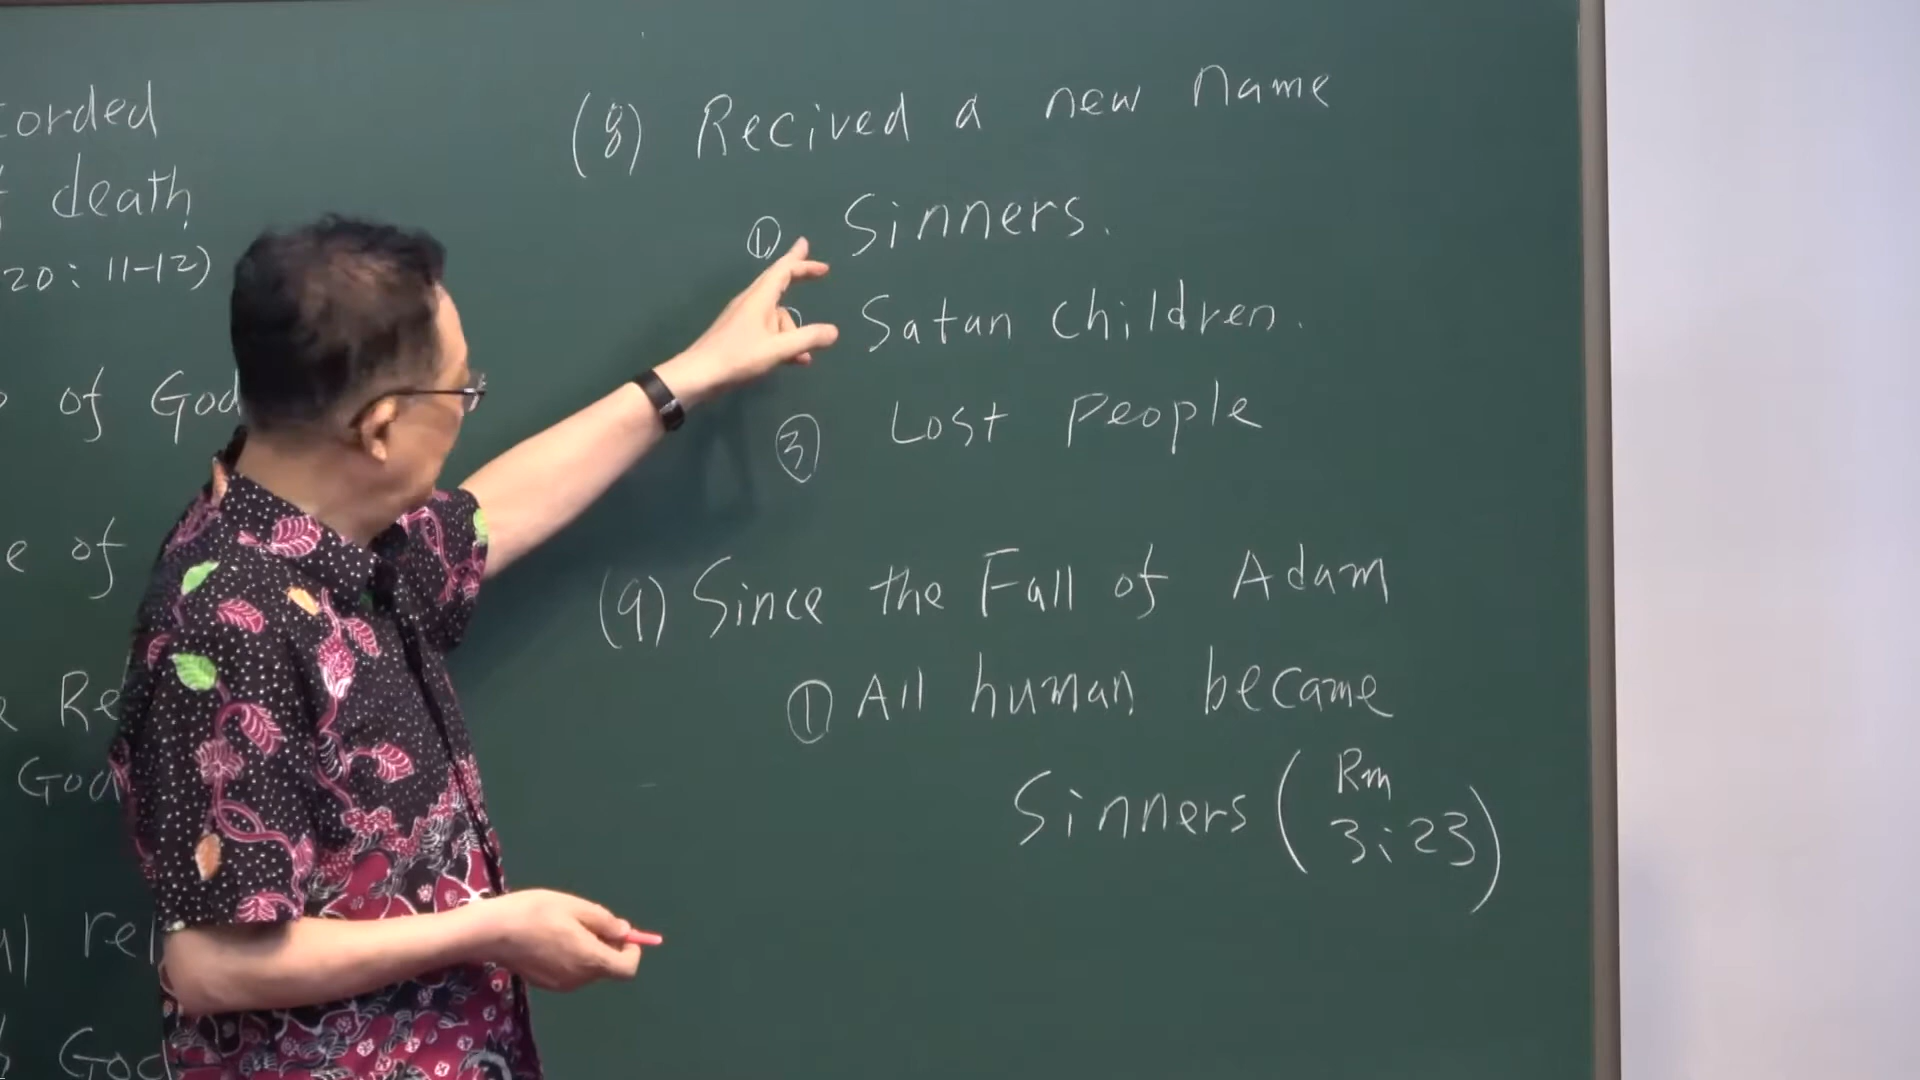 corded
death
20: 11-12)
of God
e of
Re
God
rel
God
(8) Recived a new name
① Sinners.
Satan children.
③ Lost people
(9) Since the Fall of Adam
① All human became
Sinners (Rm
3:23)